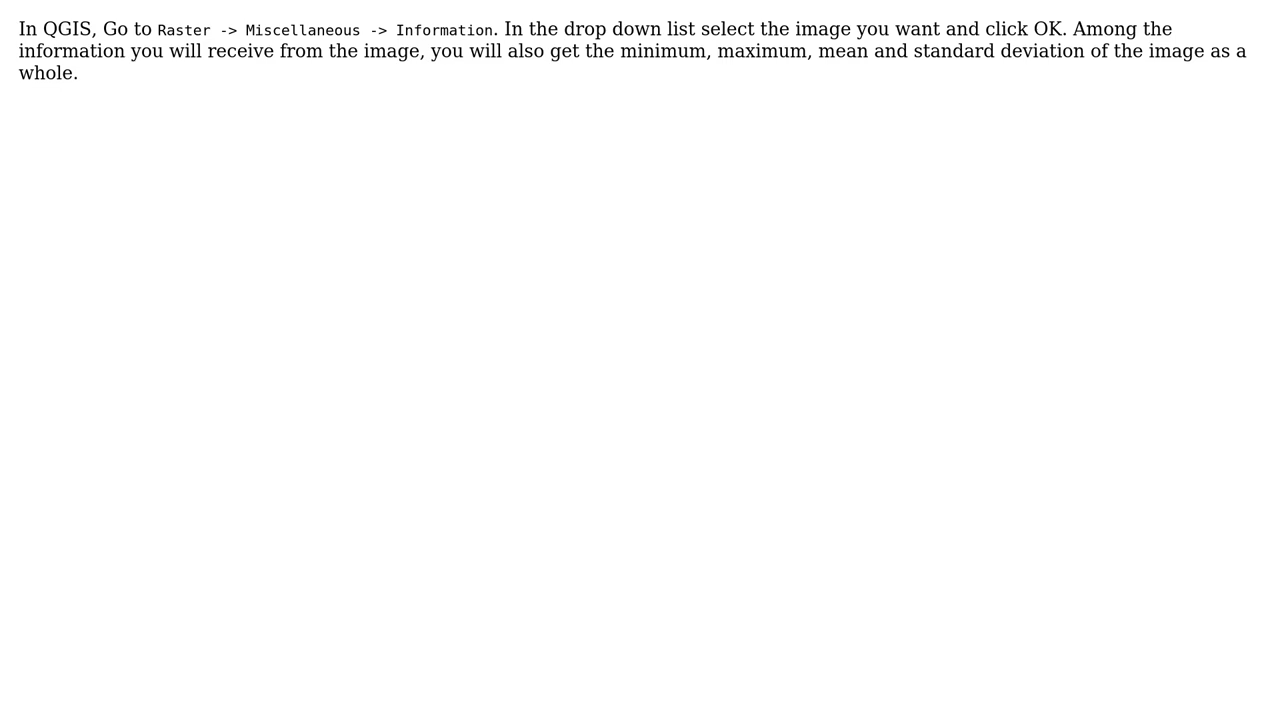 In QGIS, Go to Raster -> Miscellaneous -> Information. In the drop down list select the image you want and click OK. Among the
information you will receive from the image, you will also get the minimum, maximum, mean and standard deviation of the image as a
whole.